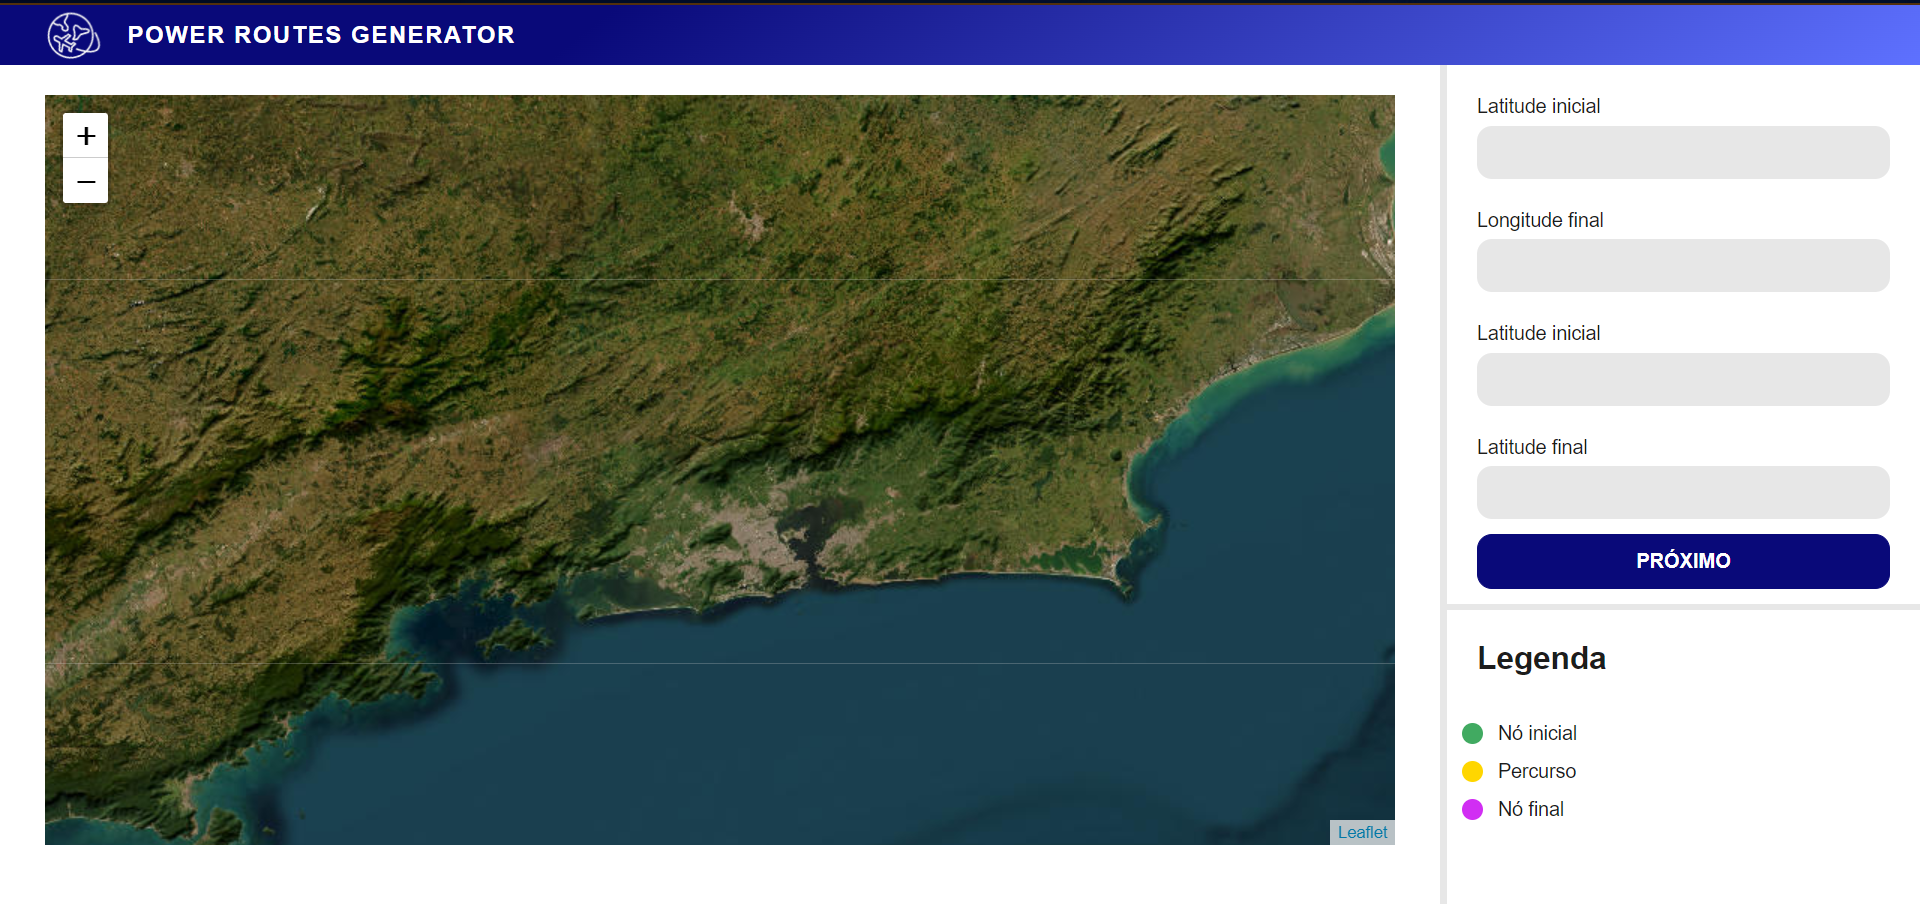 POWER ROUTES GENERATOR
+
−
Leaflet
Latitude inicial
Longitude final
Latitude inicial
Latitude final
PRÓXIMO
Legenda
Nó inicial
Percurso
Nó final